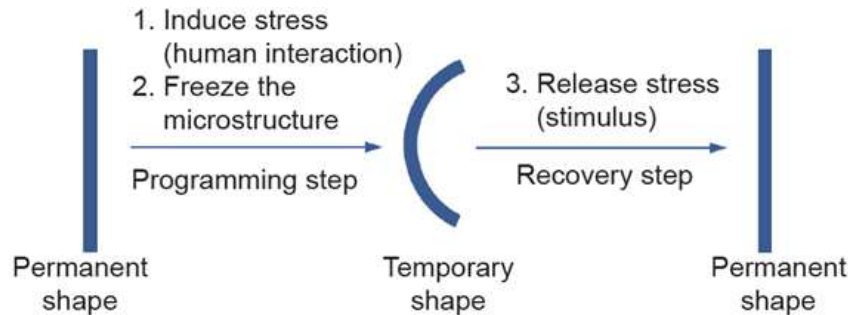 1. Induce stress
(human interaction)
2. Freeze the
microstructure
Programming step
3. Release stress
(stimulus)
Recovery step
Permanent
shape
Temporary
shape
Permanent
shape